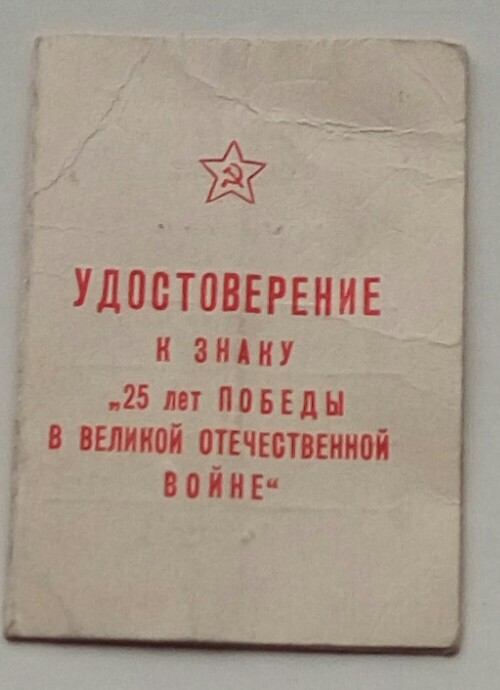 УДОСТОВЕРЕНИЕ
К ЗНАКУ
„25 лет ПОБЕДЫ
В ВЕЛИКОЙ ОТЕЧЕСТВЕННОЙ
ВОЙНЕ“